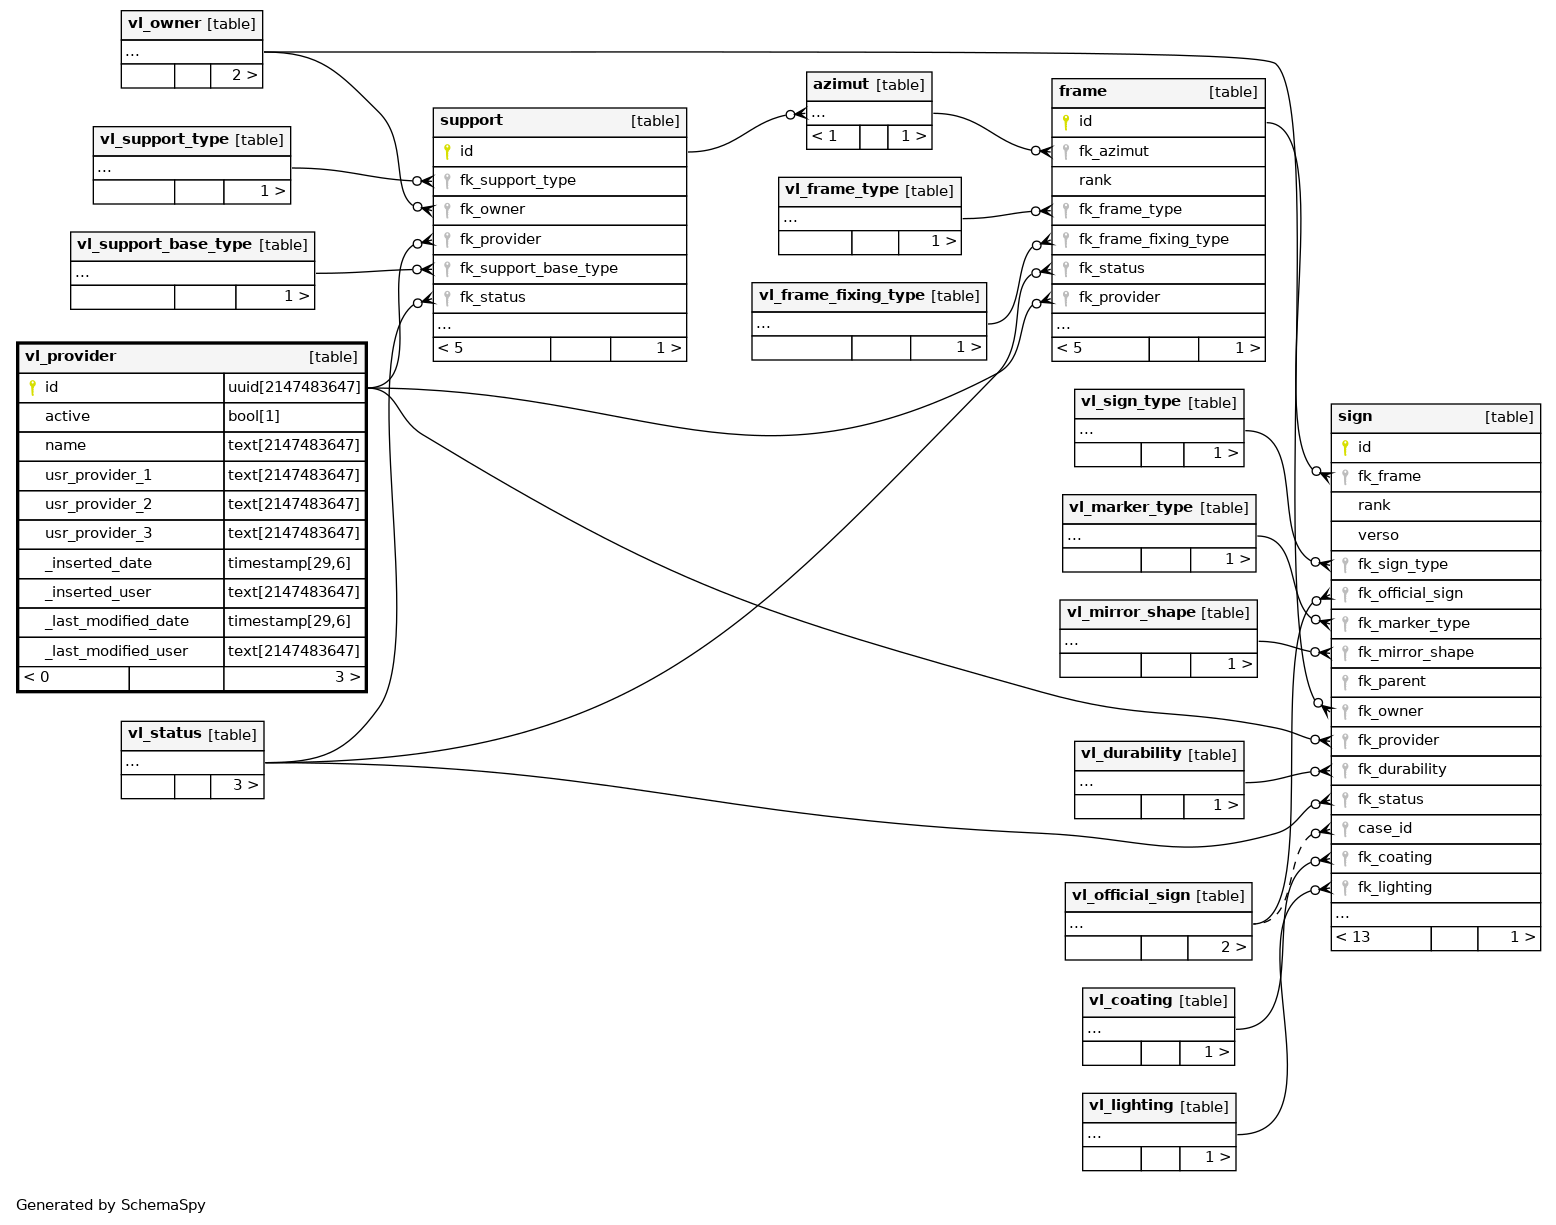 vl_owner [table]
...
2 >
vl_support_type [table]
...
1 >
vl_support_base_type [table]
...
1 >
vl_provider [table]
id uuid[2147483647]
active bool[1]
name text[2147483647]
usr_provider_1 text[2147483647]
usr_provider_2 text[2147483647]
usr_provider_3 text[2147483647]
_inserted_date timestamp[29,6]
_inserted_user text[2147483647]
_last_modified_date timestamp[29,6]
_last_modified_user text[2147483647]
< 0 3 >
vl_status [table]
...
3 >
support [table]
id
fk_support_type
fk_owner
fk_provider
fk_support_base_type
fk_status
...
< 5 1 >
azimut [table]
...
< 1 1 >
vl_frame_type [table]
...
1 >
vl_frame_fixing_type [table]
...
1 >
frame [table]
id
fk_azimut
rank
fk_frame_type
fk_frame_fixing_type
fk_status
fk_provider
...
< 5 1 >
vl_sign_type [table]
...
1 >
vl_marker_type [table]
...
1 >
vl_mirror_shape [table]
...
1 >
vl_durability [table]
...
1 >
vl_official_sign [table]
...
2 >
vl_coating [table]
...
1 >
vl_lighting [table]
...
1 >
sign [table]
id
fk_frame
rank
verso
fk_sign_type
fk_official_sign
fk_marker_type
fk_mirror_shape
fk_parent
fk_owner
fk_provider
fk_durability
fk_status
case_id
fk_coating
fk_lighting
...
< 13 1 >
Generated by SchemaSpy